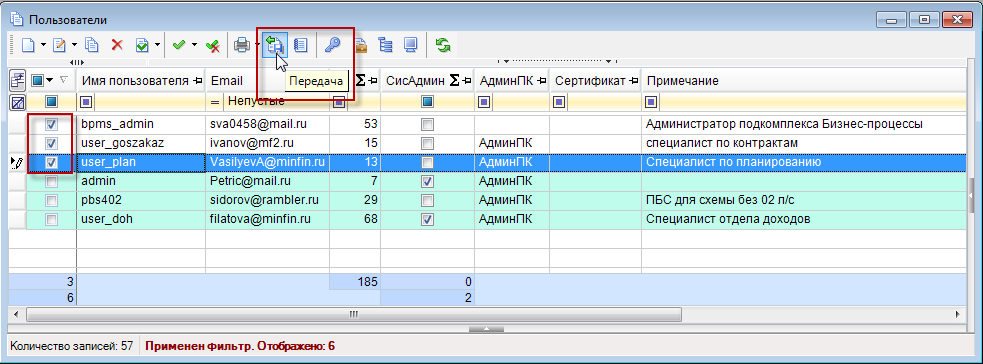 Пользователи
Передача
Имя пользователя Email Σ СисАдмин Σ АдминПК Сертификат Примечание
= Непустые
bpms_admin sva0458@mail.ru 53 Администратор подкомплекса Бизнес-процессы
user_goszakaz ivanov@mf2.ru 15 АдминПК специалист по контрактам
user_plan VasilyevA@minfin.ru 13 АдминПК Специалист по планированию
admin Petric@mail.ru 7 АдминПК
pbs402 sidorov@rambler.ru 29 АдминПК ПБС для схемы без 02 л/с
user_doh filatova@minfin.ru 68 АдминПК Специалист отдела доходов
3 185 0
6 2
Количество записей: 57 Применен фильтр. Отображено: 6